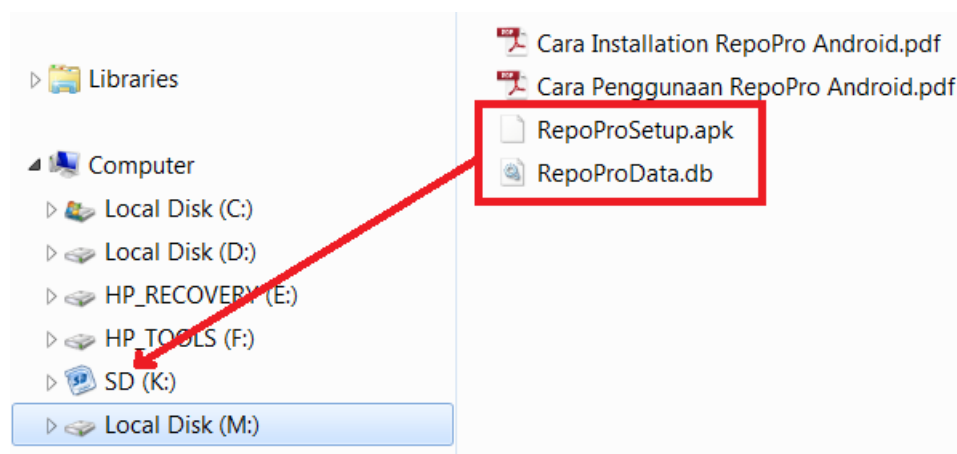 Libraries
Computer
Local Disk (C:)
Local Disk (D:)
HP_RECOVERY (E:)
HP_TOOLS (F:)
SD (K:)
Local Disk (M:)
Cara Installation RepoPro Android.pdf
Cara Penggunaan RepoPro Android.pdf
RepoProSetup.apk
RepoProData.db